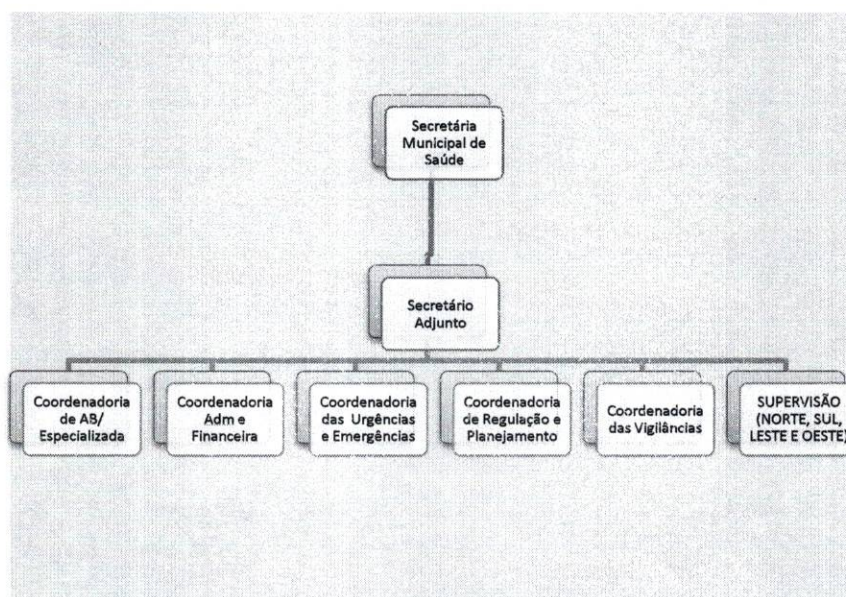 Secretária
Municipal de
Saúde
Secretário
Adjunto
Coordenadoria
de AB/
Especializada
Coordenadoria
Adm e
Financeira
Coordenadoria
das Urgências
e Emergências
Coordenadoria
de Regulação e
Planejamento
Coordenadoria
das Vigilâncias
SUPERVISÃO
(NORTE, SUL,
LESTE E OESTE)